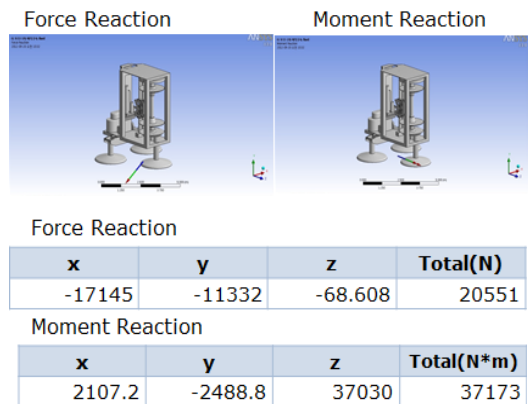 Force Reaction
Moment Reaction
Force Reaction
x y z Total(N)
-17145 -11332 -68.608 20551
Moment Reaction
x y z Total(N*m)
2107.2 -2488.8 37030 37173